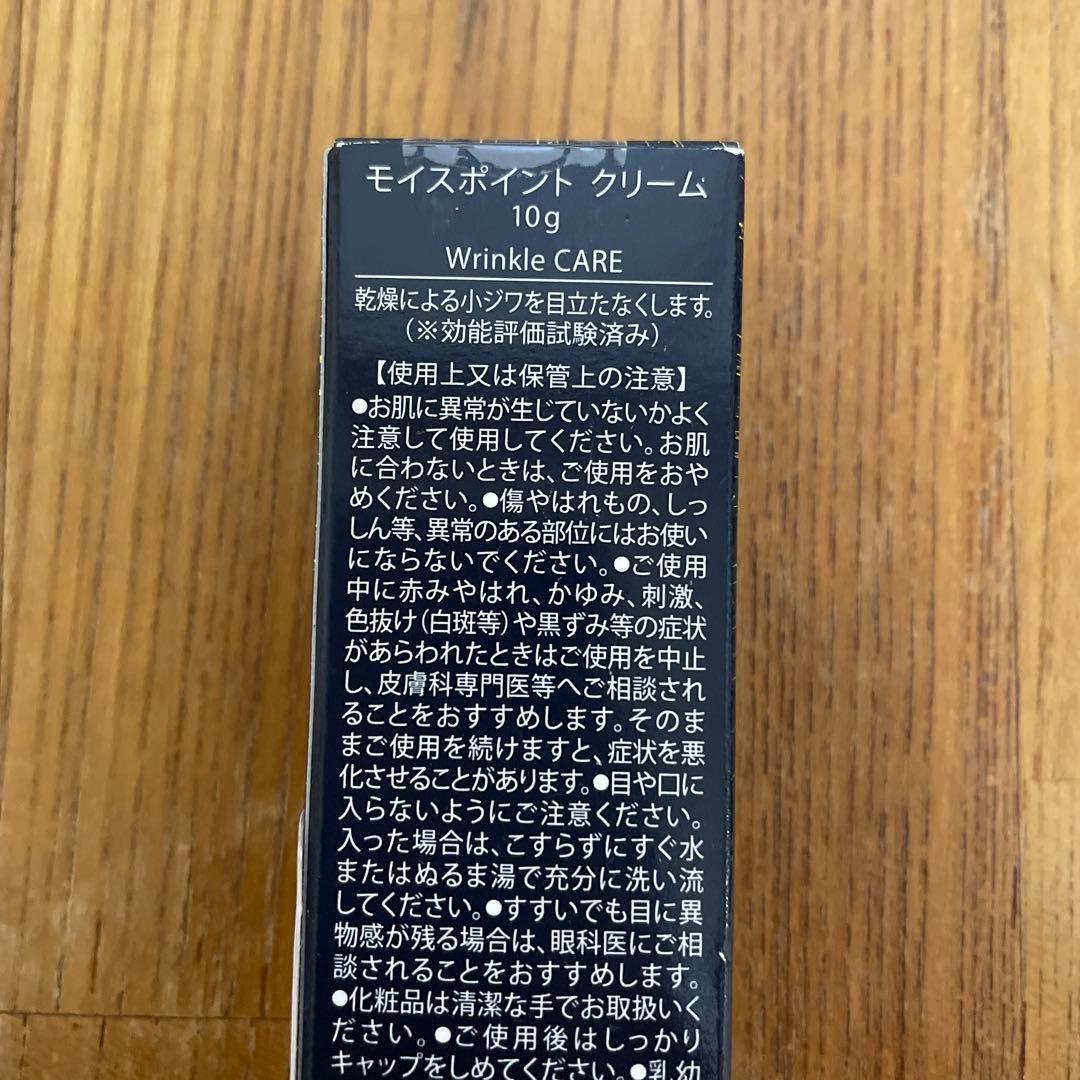 モイスポイント クリーム
10g
Wrinkle CARE
乾燥による小ジワを目立たなくします。
（※効能評価試験済み）
【使用上又は保管上の注意】
●お肌に異常が生じていないかよく
注意して使用してください。お肌
に合わないときは、ご使用をおや
めください。●傷やはれもの、しっ
しん等、異常のある部位にはお使い
にならないでください。●ご使用
中に赤みやはれ、かゆみ、刺激、
色抜け（白斑等）や黒ずみ等の症状
があらわれたときはご使用を中止
し、皮膚科専門医等へご相談され
ることをおすすめします。そのま
まご使用を続けますと、症状を悪
化させることがあります。●目や口に
入らないようにご注意ください。
入った場合は、こすらずにすぐ水
またはぬるま湯で充分に洗い流
してください。●すすいでも目に異
物感が残る場合は、眼科医にご相
談されることをおすすめします。
●化粧品は清潔な手でお取扱いく
ださい。●ご使用後はしっかり
キャップをしめてください。●乳幼